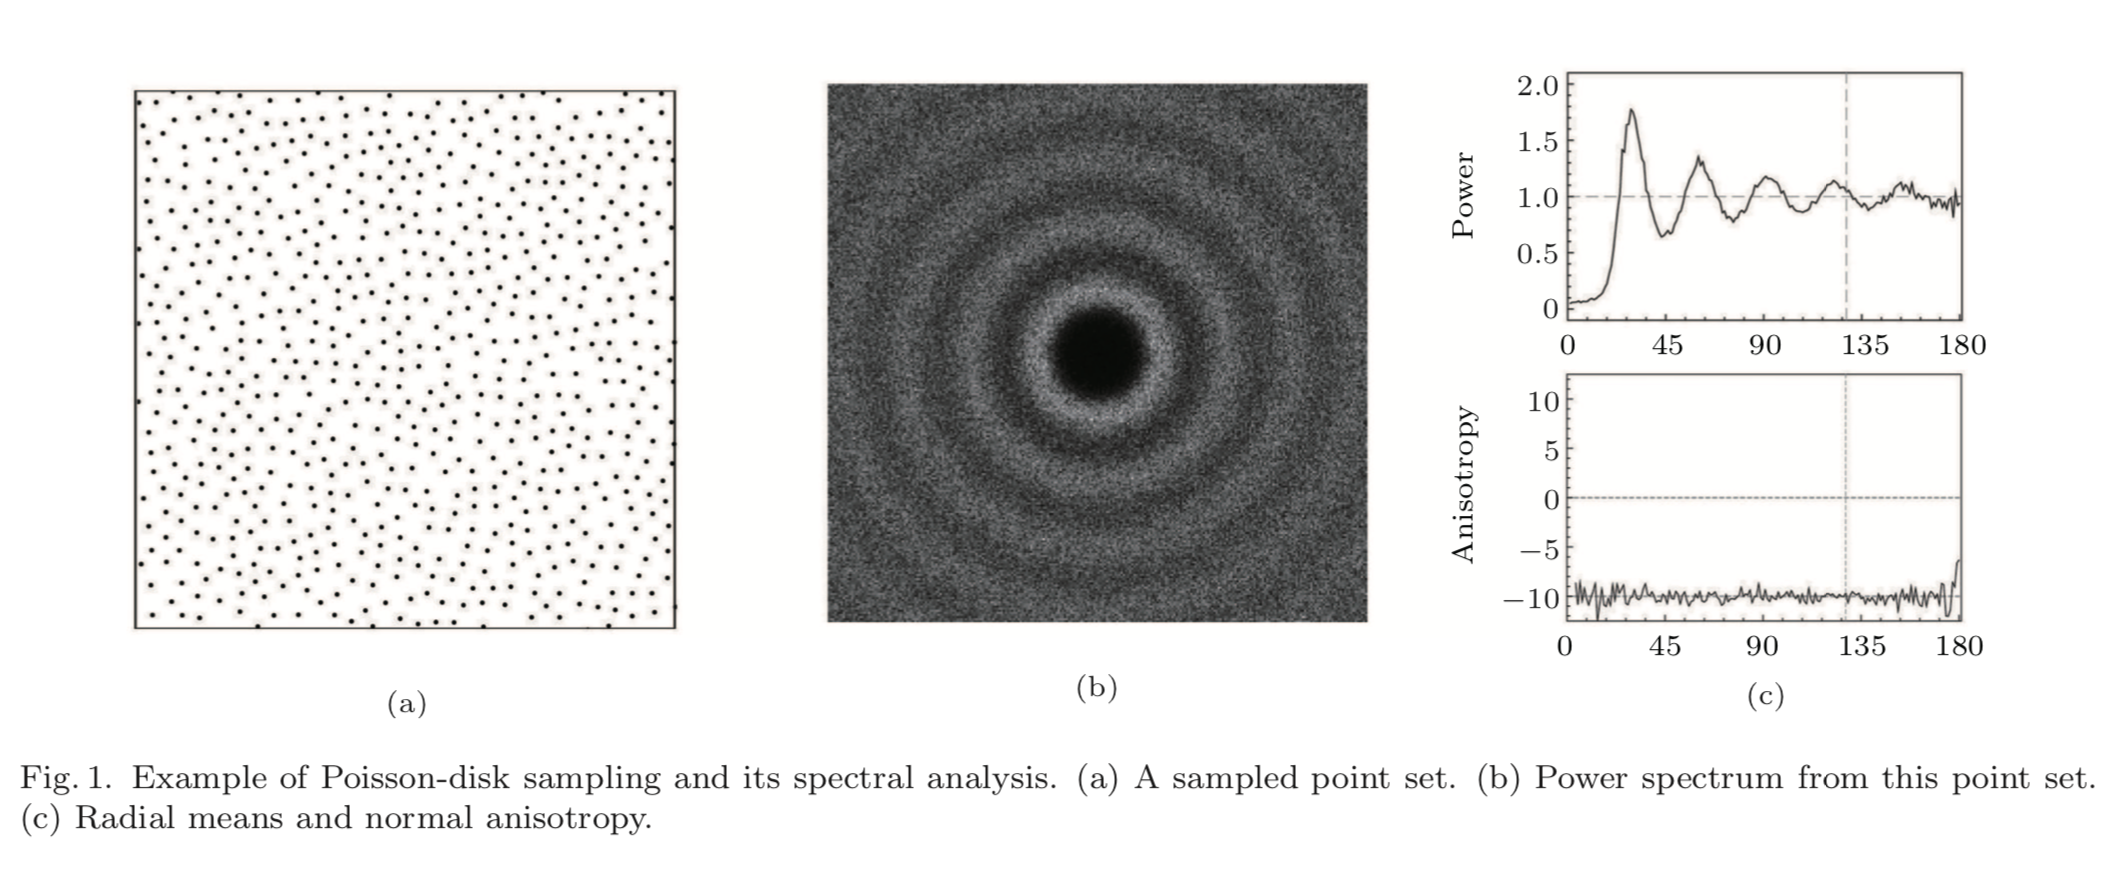 2.0
1.5
1.0
0.5
0
Power
0 45 90 135 180
10
5
0
−5
−10
Anisotropy
0 45 90 135 180
(a)
(b)
(c)
Fig. 1. Example of Poisson-disk sampling and its spectral analysis. (a) A sampled point set. (b) Power spectrum from this point set.
(c) Radial means and normal anisotropy.